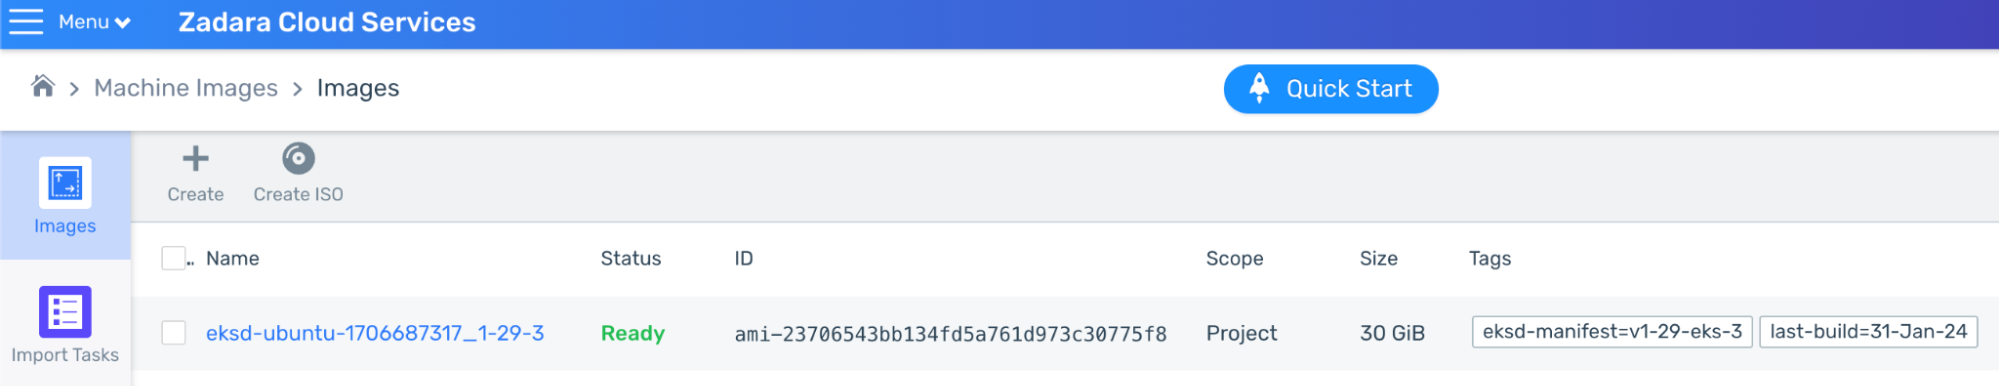 Menu Zadara Cloud Services
Machine Images > Images
Quick Start
Create
Create ISO
Images
Import Tasks
.. Name Status ID Scope Size Tags
eksd-ubuntu-1706687317_1-29-3 Ready ami-23706543bb134fd5a761d973c30775f8 Project 30 GiB eksd-manifest=v1-29-eks-3 last-build=31-Jan-24